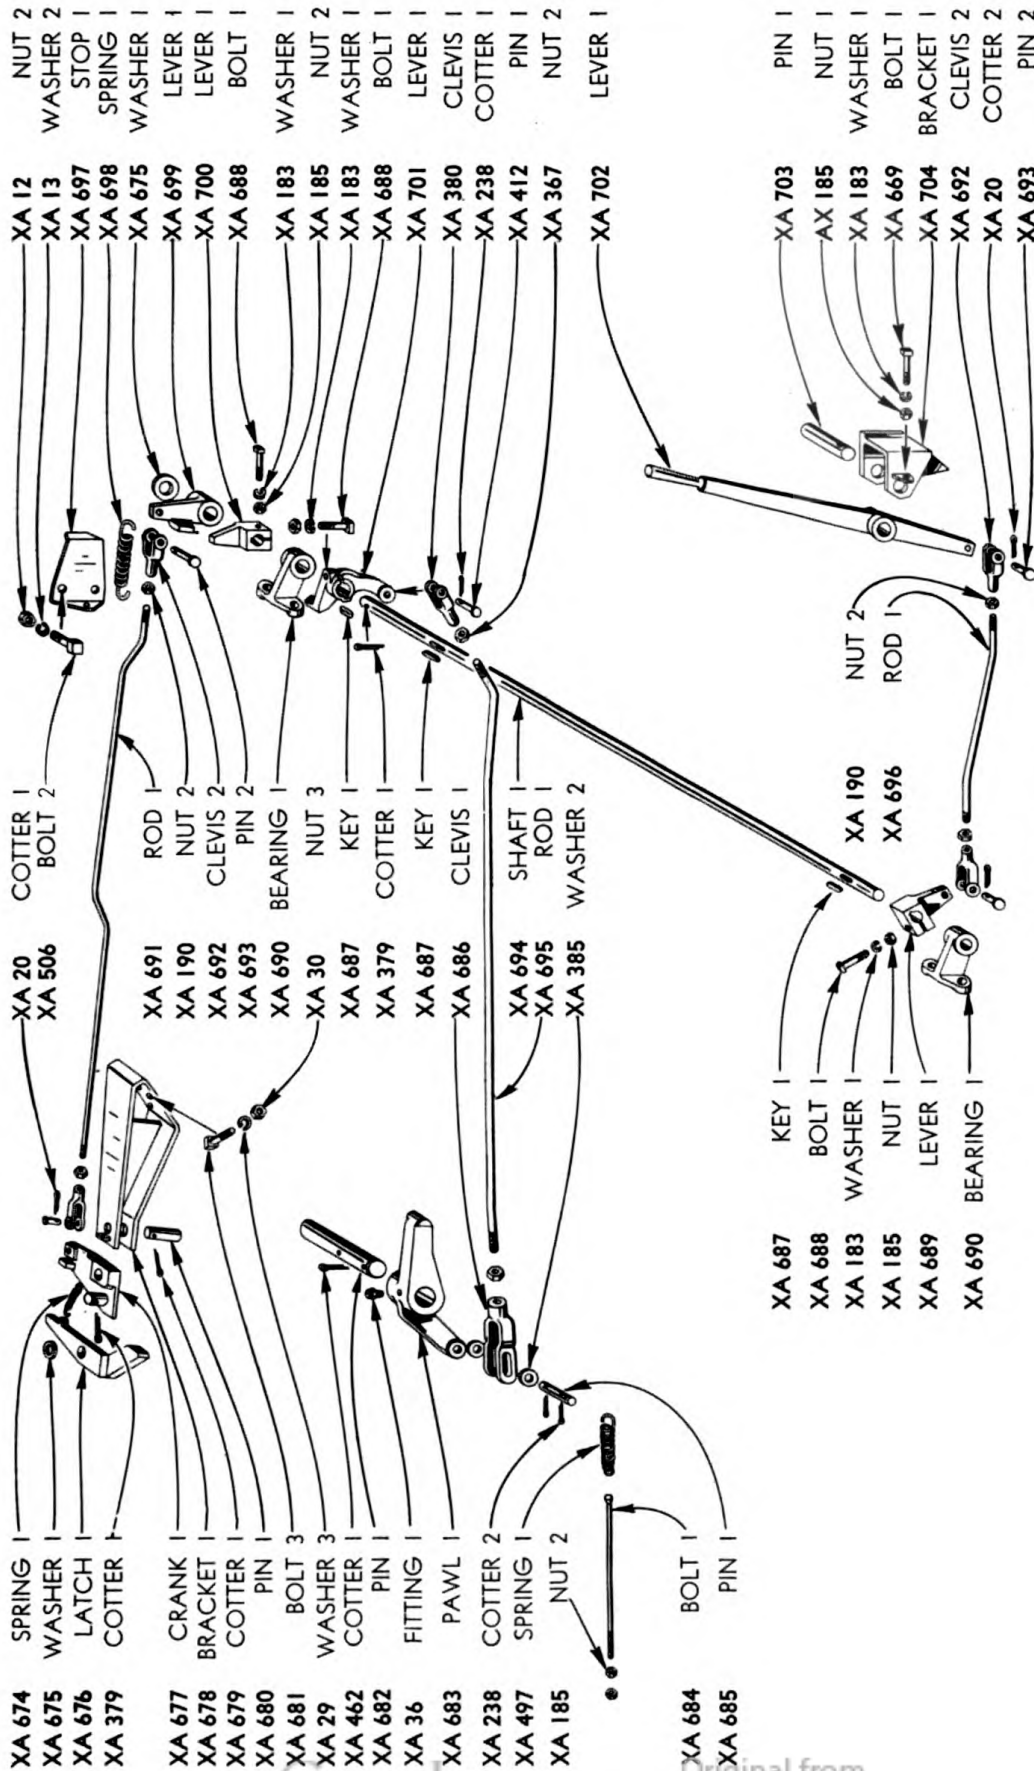 XA 674 SPRING 1
XA 675 WASHER 1
XA 676 LATCH 1
XA 379 COTTER 1
XA 677 CRANK 1
XA 678 BRACKET 1
XA 679 COTTER 1
XA 680 PIN 1
XA 681 BOLT 3
XA 29 WASHER 3
XA 462 COTTER 1
XA 682 PIN 1
XA 36 FITTING 1
XA 683 PAWL 1
XA 238 COTTER 2
XA 497 SPRING 1
XA 185 NUT 2
XA 684 BOLT 1
XA 685 PIN 1
XA 20 COTTER 1
XA 506 BOLT 2
XA 691 ROD 1
XA 190 NUT 2
XA 692 CLEVIS 2
XA 693 PIN 2
XA 690 BEARING 1
XA 30 NUT 3
XA 687 KEY 1
XA 379 COTTER 1
XA 687 KEY 1
XA 686 CLEVIS 1
XA 694 SHAFT 1
XA 695 ROD 1
XA 385 WASHER 2
XA 12 NUT 2
XA 13 WASHER 2
XA 697 STOP 1
XA 698 SPRING 1
XA 675 WASHER 1
XA 699 LEVER 1
XA 700 LEVER 1
XA 688 BOLT 1
XA 183 WASHER 1
XA 185 NUT 2
XA 183 WASHER 1
XA 688 BOLT 1
XA 701 LEVER 1
XA 380 CLEVIS 1
XA 238 COTTER 1
XA 412 PIN 1
XA 367 NUT 2
XA 702 LEVER 1
XA 687 KEY 1
XA 688 BOLT 1
XA 183 WASHER 1
XA 185 NUT 1
XA 689 LEVER 1
XA 690 BEARING 1
XA 190 NUT 2
XA 696 ROD 1
XA 703 PIN 1
AX 185 NUT 1
XA 183 WASHER 1
XA 669 BOLT 1
XA 704 BRACKET 1
XA 692 CLEVIS 2
XA 20 COTTER 2
XA 693 PIN 2
Original from